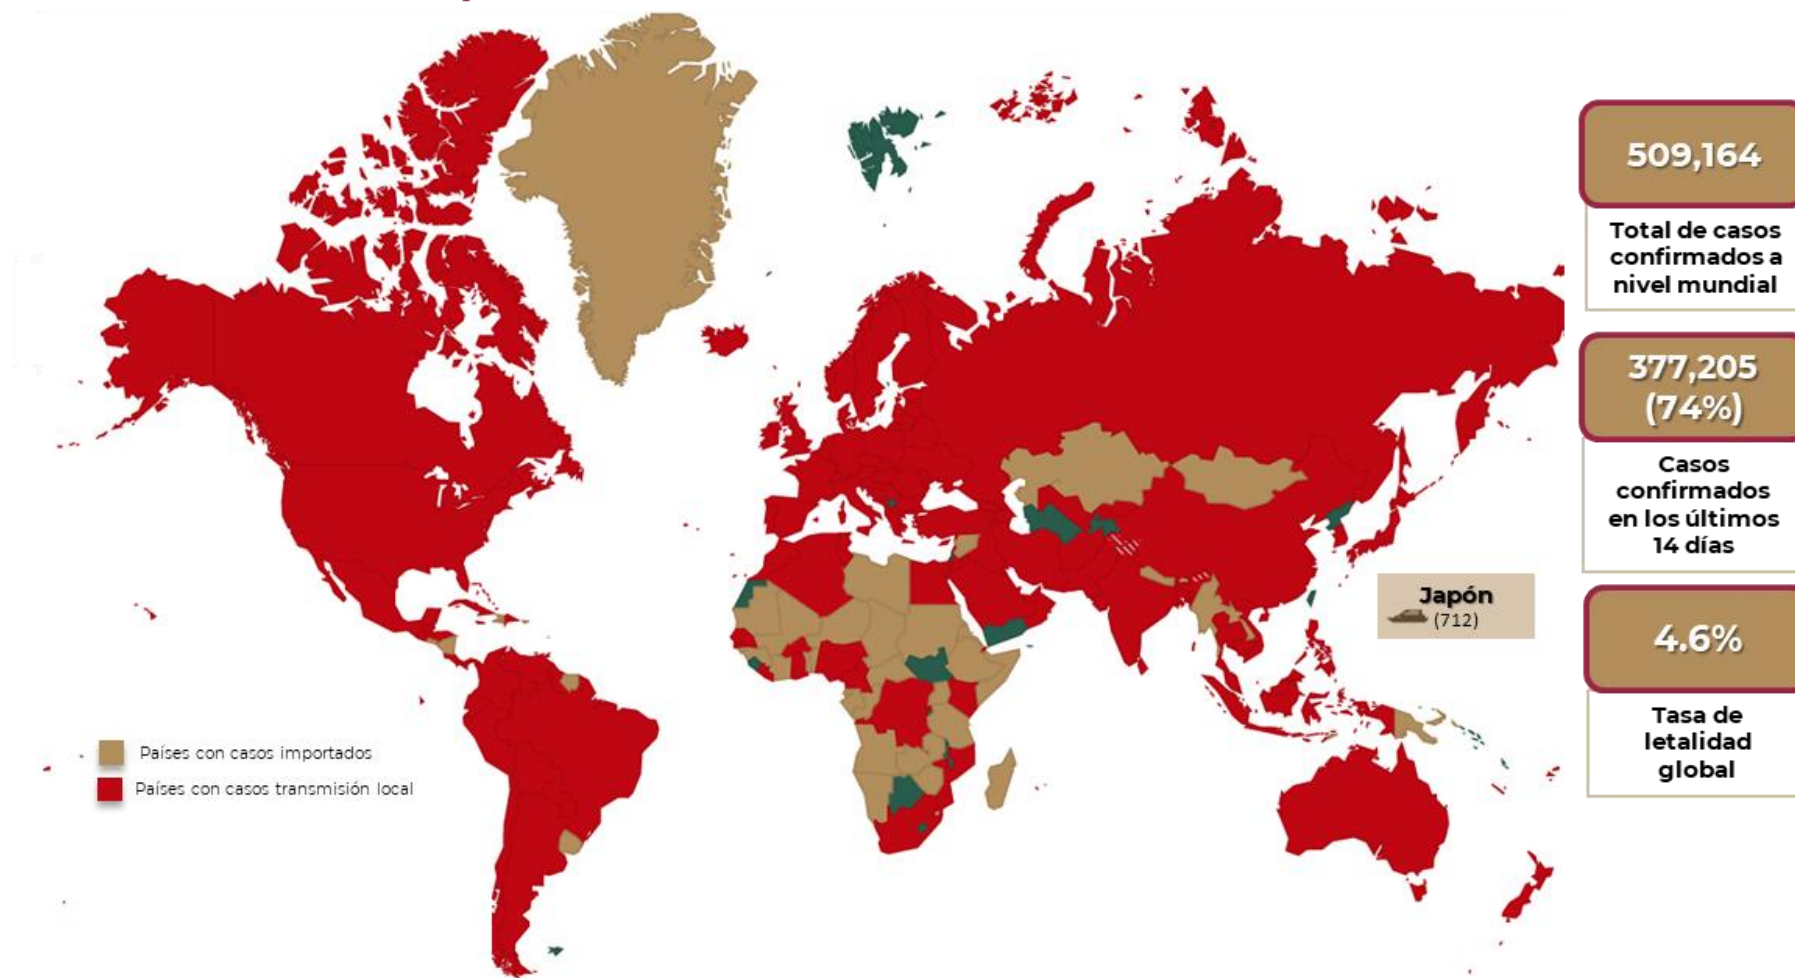 509,164
Total de casos
confirmados a
nivel mundial
377,205
(74%)
Casos
confirmados
en los últimos
14 días
Japón
(712)
4.6%
Tasa de
letalidad
global
Países con casos importados
Países con casos transmisión local